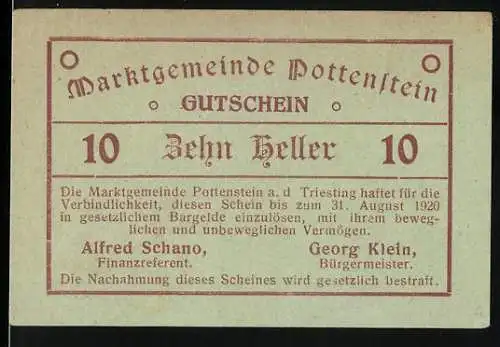 Marktgemeinde Pottenstein
GUTSCHEIN
10 Zehn Heller 10
Die Marktgemeinde Pottenstein a. d Triesting haftet für die
Verbindlichkeit, diesen Schein bis zum 31. August 1920
in gesetzlichem Bargelde einzulösen, mit ihrem beweg-
lichen und unbeweglichen Vermögen.
Alfred Schano, Georg Klein,
Finanzreferent. Bürgermeister.
Die Nachahmung dieses Scheines wird gesetzlich bestraft.